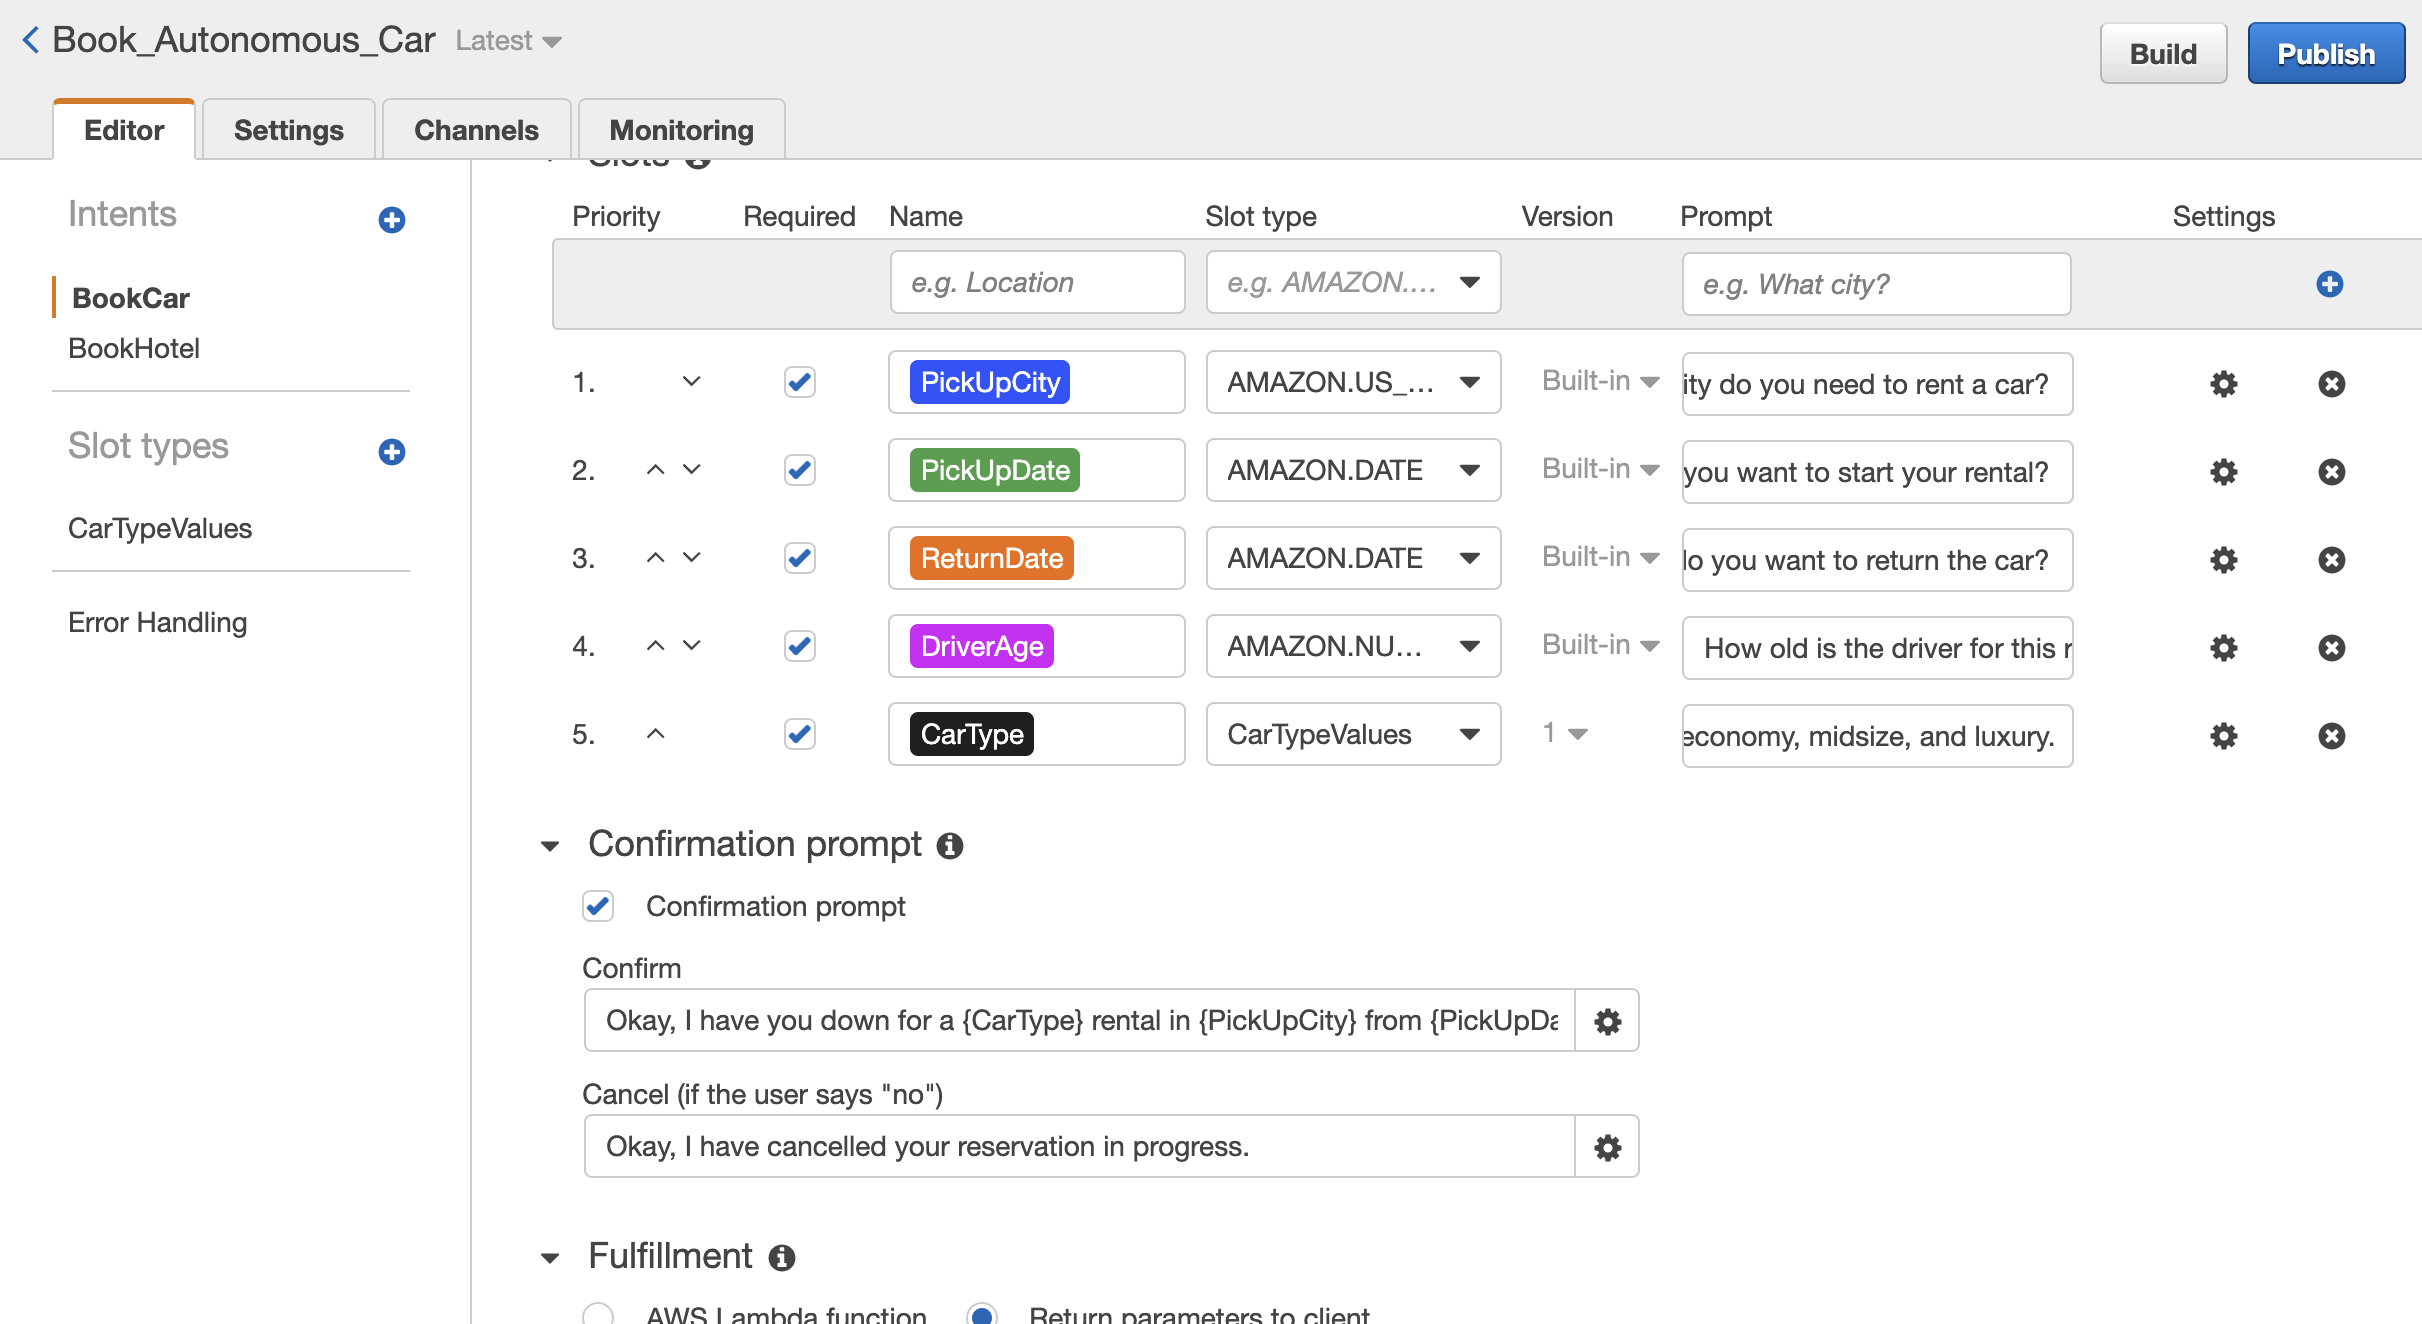 Book_Autonomous_Car Latest
Build
Publish
Editor
Settings
Channels
Monitoring
Slots
Intents
BookCar
BookHotel
Slot types
CarTypeValues
Error Handling
Priority Required Name Slot type Version Prompt Settings
e.g. Location e.g. AMAZON.... e.g. What city?
1. PickUpCity AMAZON.US_... Built-in ity do you need to rent a car?
2. PickUpDate AMAZON.DATE Built-in you want to start your rental?
3. ReturnDate AMAZON.DATE Built-in do you want to return the car?
4. DriverAge AMAZON.NU... Built-in How old is the driver for this r
5. CarType CarTypeValues 1 economy, midsize, and luxury.
Confirmation prompt
Confirmation prompt
Confirm
Okay, I have you down for a {CarType} rental in {PickUpCity} from {PickUpDa
Cancel (if the user says "no")
Okay, I have cancelled your reservation in progress.
Fulfillment
AWS Lambda function Return parameters to client